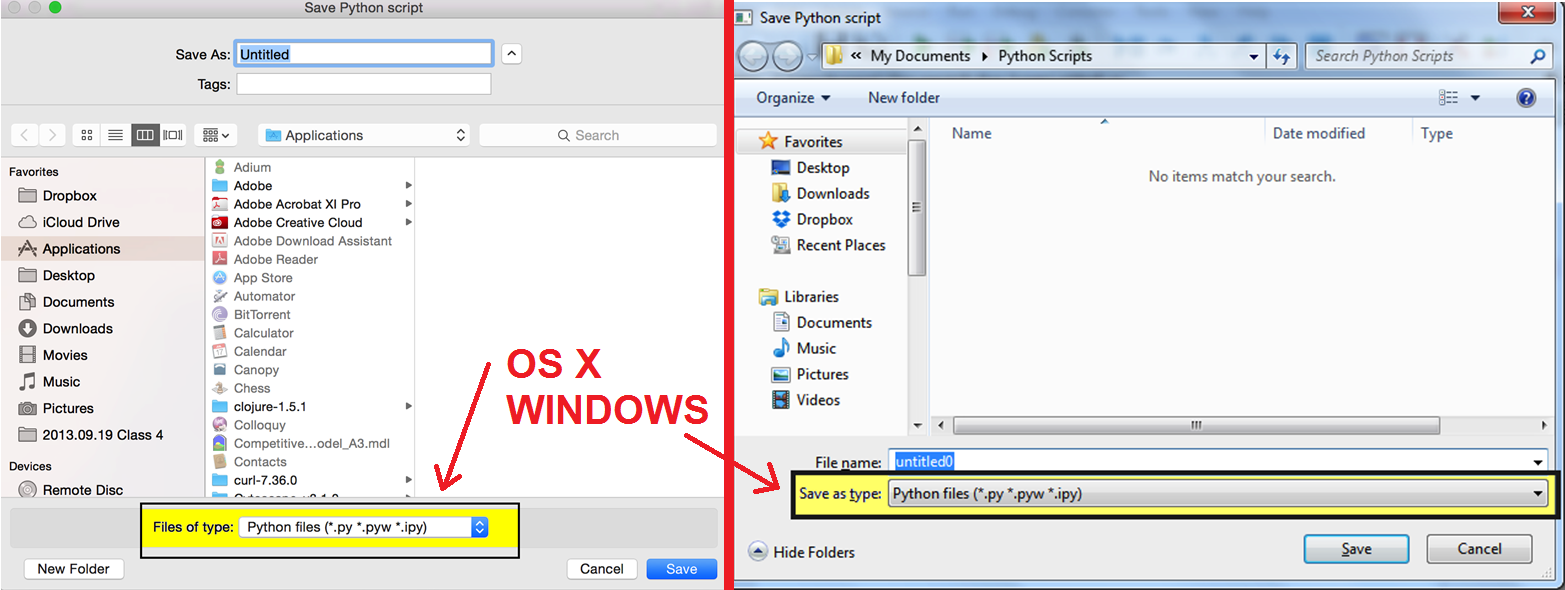 Save Python script
Save As: Untitled
Tags:
Applications
Search
Favorites
Dropbox
iCloud Drive
Applications
Desktop
Documents
Downloads
Movies
Music
Pictures
2013.09.19 Class 4
Devices
Remote Disc
Adium
Adobe
Adobe Acrobat XI Pro
Adobe Creative Cloud
Adobe Download Assistant
Adobe Reader
App Store
Automator
BitTorrent
Calculator
Calendar
Canopy
Chess
clojure-1.5.1
Colloquy
Competitive...odel_A3.mdl
Contacts
curl-7.36.0
Files of type: Python files (*.py *.pyw *.ipy)
New Folder
Cancel
Save
OS X
WINDOWS
Save Python script
« My Documents Python Scripts
Search Python Scripts
Organize
New folder
Favorites
Desktop
Downloads
Dropbox
Recent Places
Libraries
Documents
Music
Pictures
Videos
Name Date modified Type
No items match your search.
File name: untitled0
Save as type: Python files (*.py *.pyw *.ipy)
Hide Folders
Save
Cancel